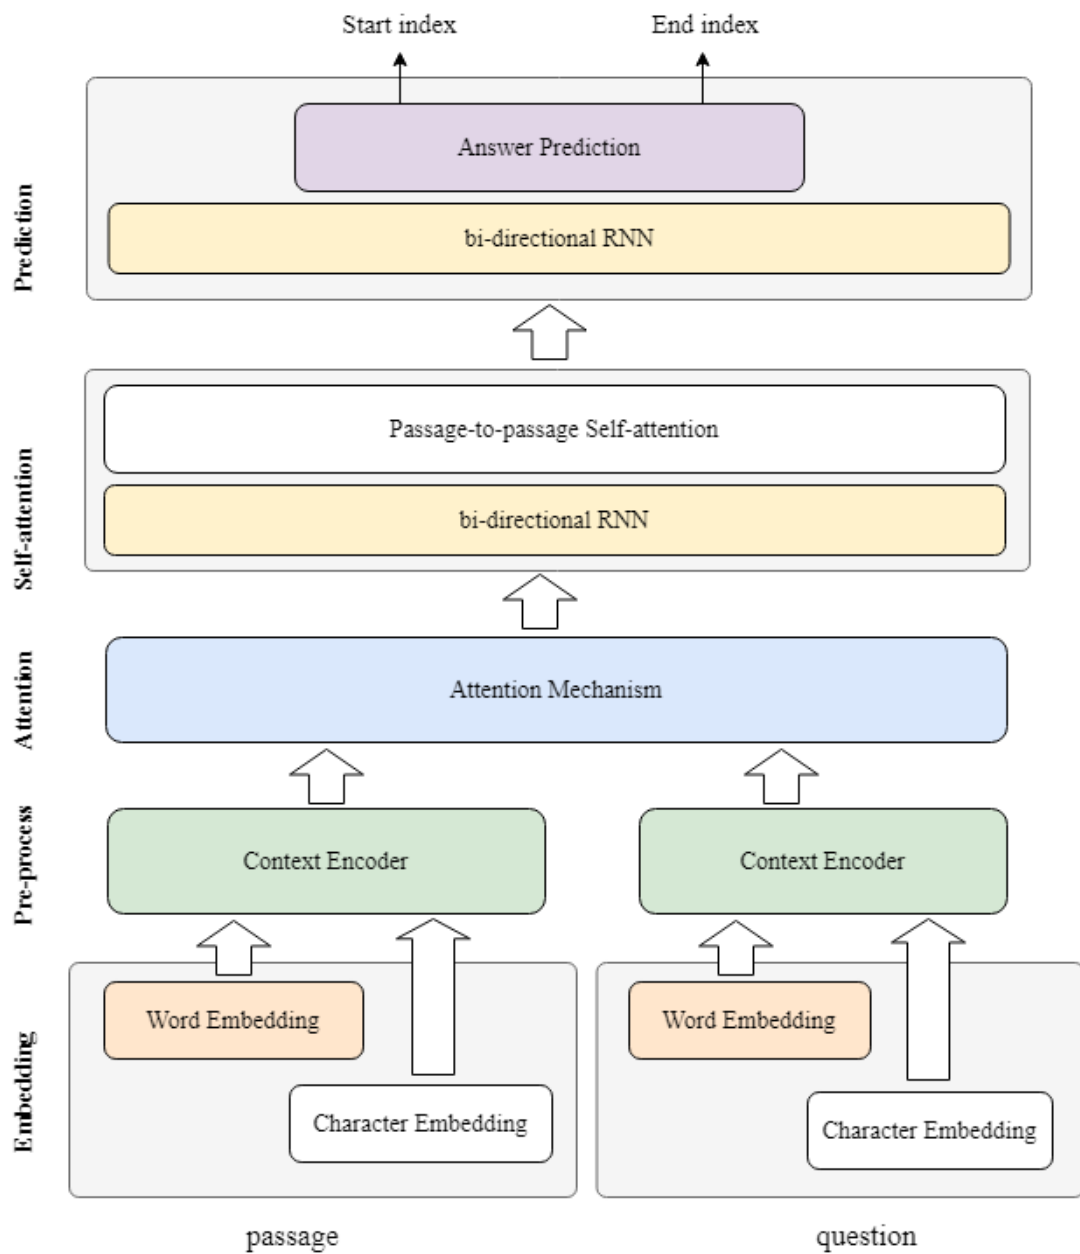 Start index
End index
Prediction
Answer Prediction
bi-directional RNN
Self-attention
Passage-to-passage Self-attention
bi-directional RNN
Attention
Attention Mechanism
Pre-process
Context Encoder
Context Encoder
Embedding
Word Embedding
Character Embedding
Word Embedding
Character Embedding
passage
question